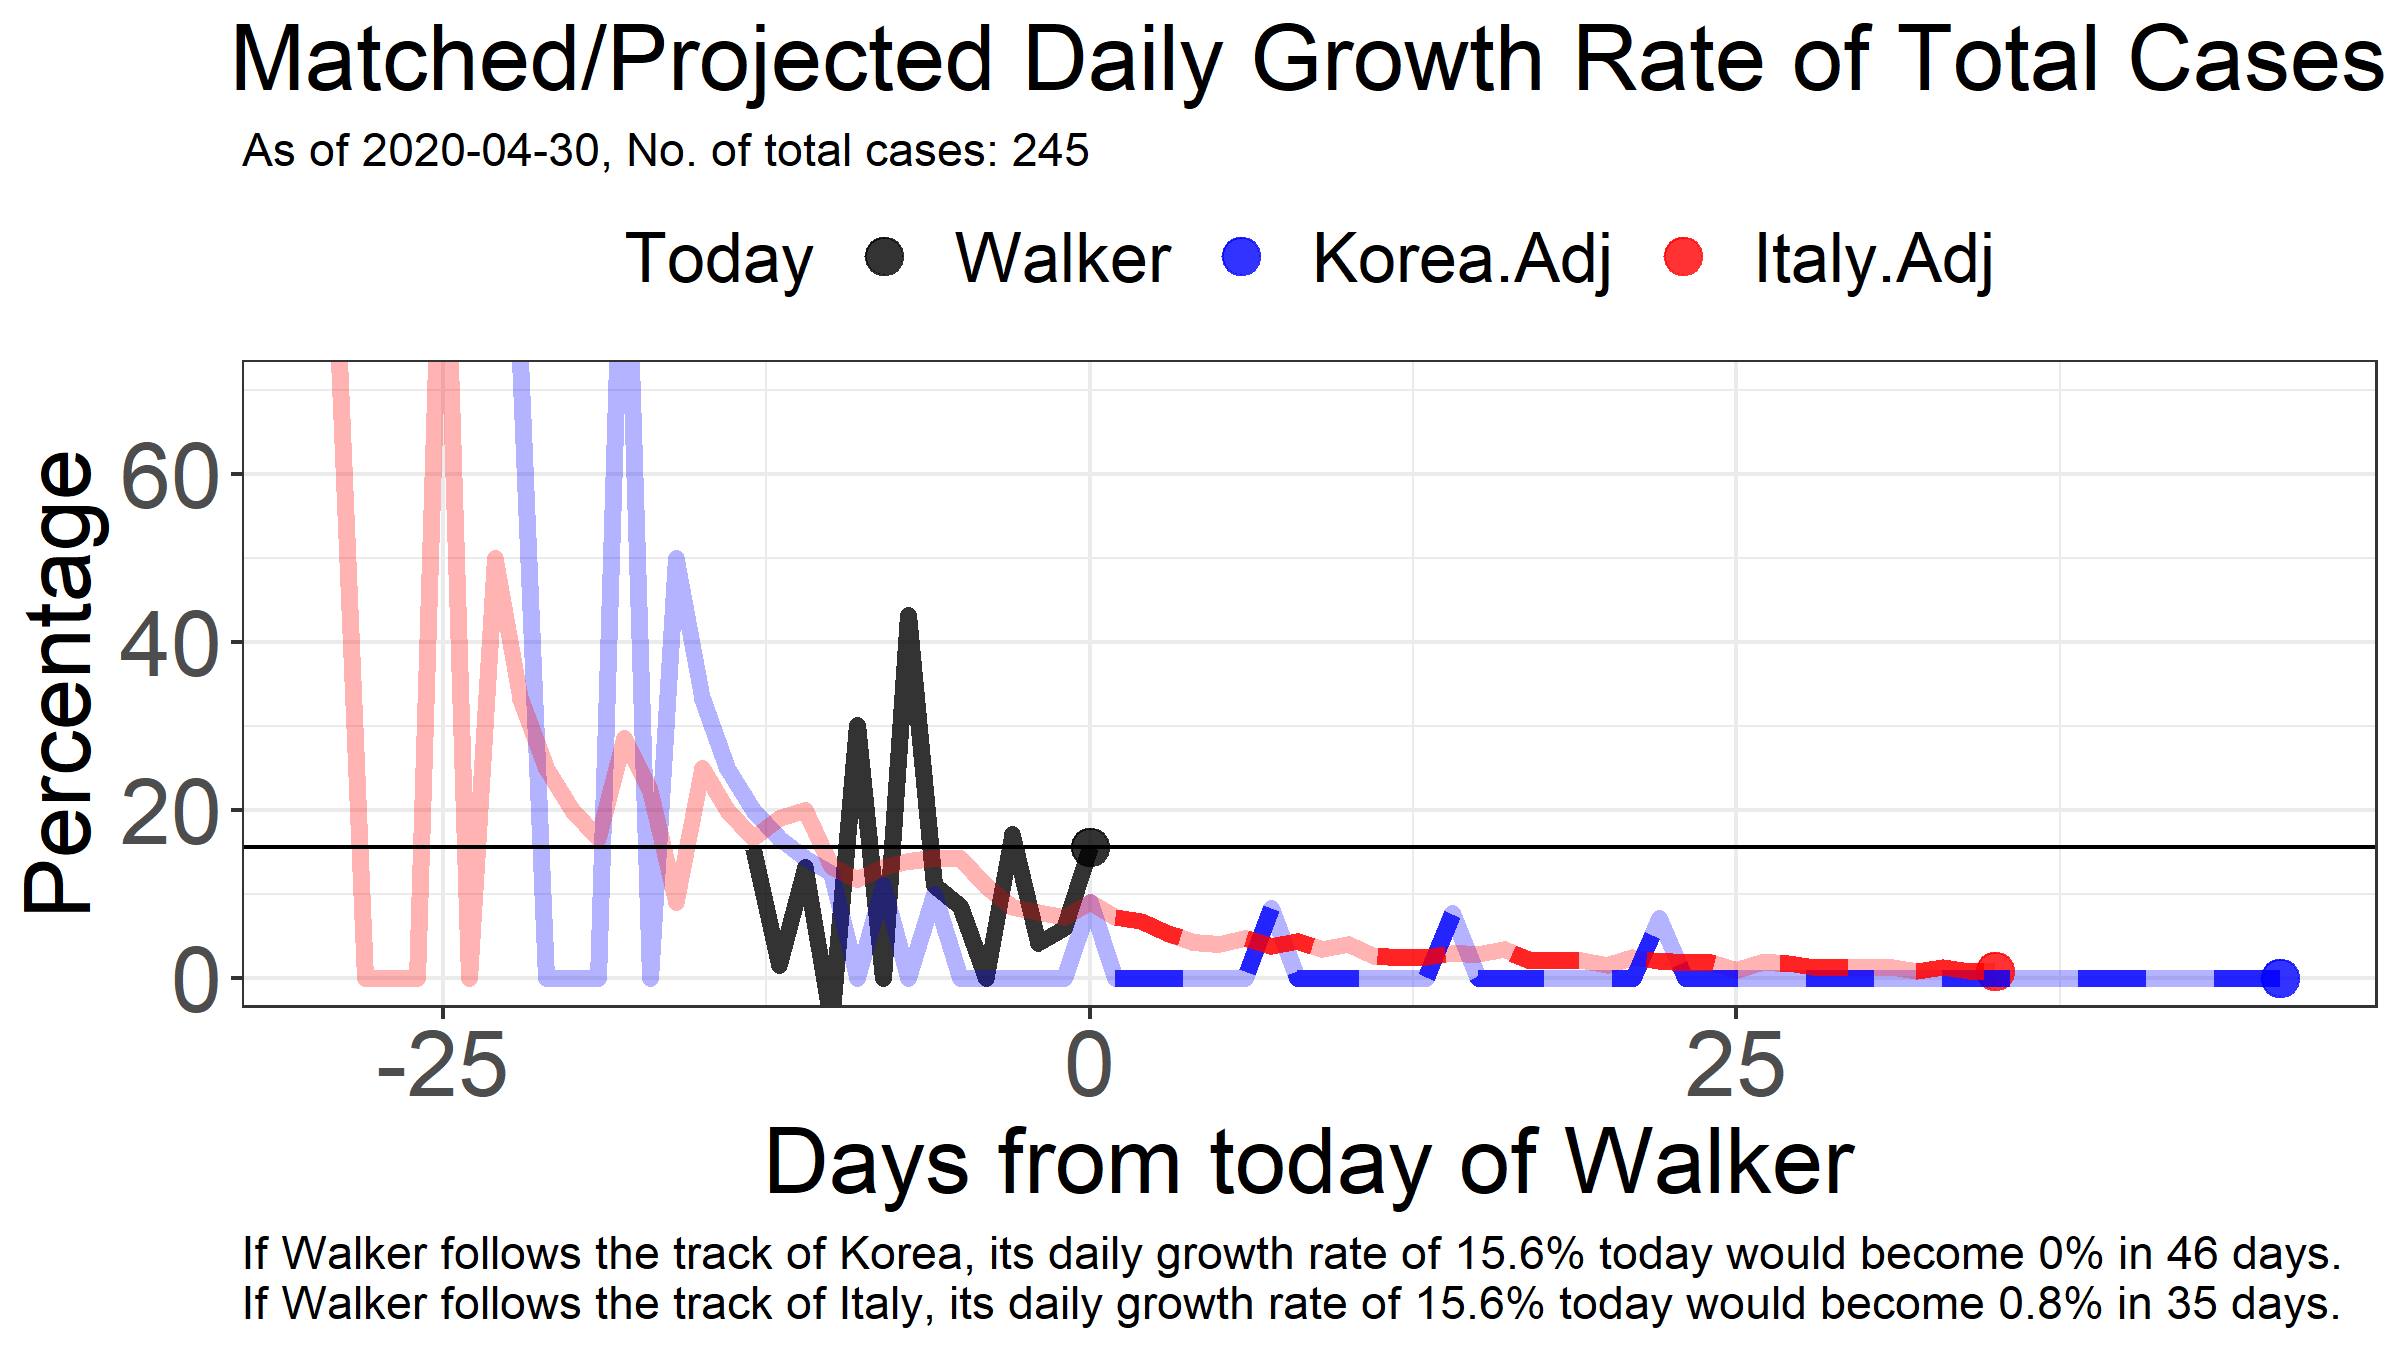 Matched/Projected Daily Growth Rate of Total Cases
As of 2020-04-30, No. of total cases: 245
Today Walker Korea.Adj Italy.Adj
Percentage
60
40
20
0
-25 0 25
Days from today of Walker
If Walker follows the track of Korea, its daily growth rate of 15.6% today would become 0% in 46 days.
If Walker follows the track of Italy, its daily growth rate of 15.6% today would become 0.8% in 35 days.